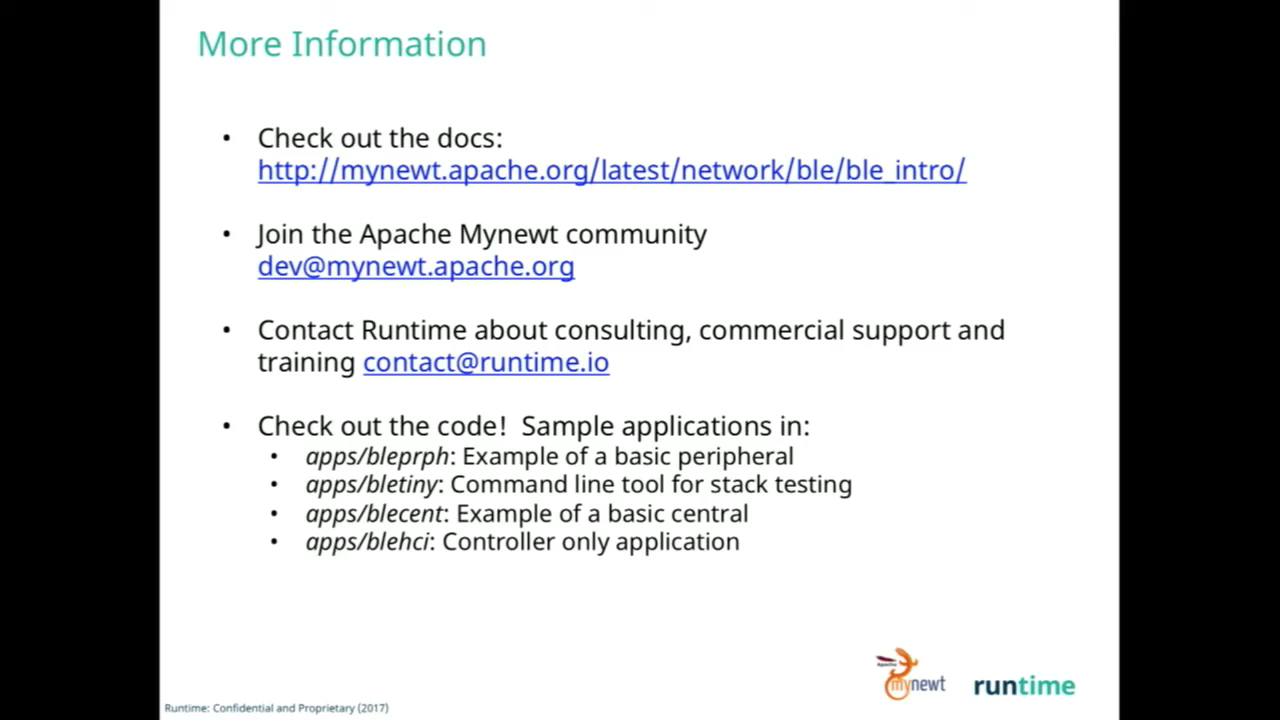 More Information
• Check out the docs:
http://mynewt.apache.org/latest/network/ble/ble_intro/
• Join the Apache Mynewt community
dev@mynewt.apache.org
• Contact Runtime about consulting, commercial support and
training contact@runtime.io
• Check out the code!  Sample applications in:
• apps/bleprph: Example of a basic peripheral
• apps/bletiny: Command line tool for stack testing
• apps/blecent: Example of a basic central
• apps/blehci: Controller only application
Apache
mynewt
runtime
Runtime: Confidential and Proprietary (2017)